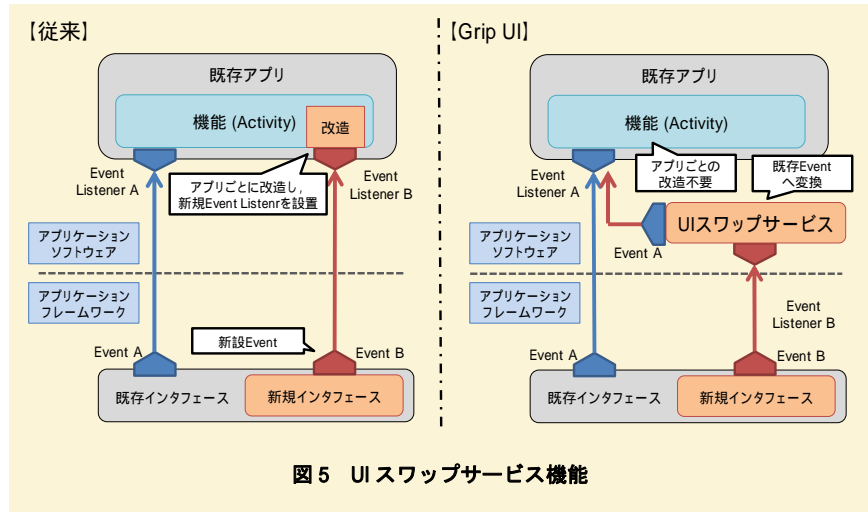 【従来】
既存アプリ
機能 (Activity)
改造
Event
Listener A
アプリごとに改造し,
新規Event Listenrを設置
Event
Listener B
アプリケーション
ソフトウェア
アプリケーション
フレームワーク
新設Event
Event A
Event B
既存インタフェース
新規インタフェース
【Grip UI】
既存アプリ
機能 (Activity)
Event
Listener A
アプリごとの
改造不要
既存Event
へ変換
UIスワップサービス
Event A
アプリケーション
ソフトウェア
アプリケーション
フレームワーク
Event
Listener B
Event A
Event B
既存インタフェース
新規インタフェース
図5 UIスワップサービス機能